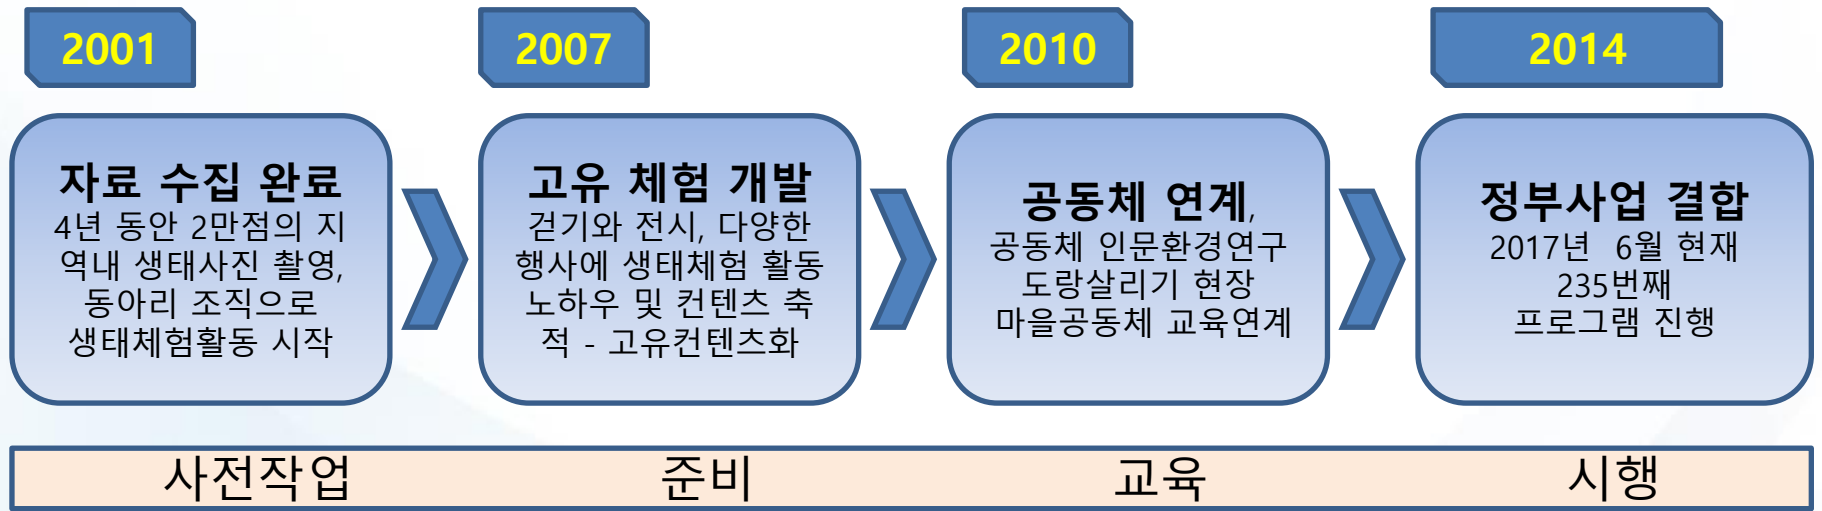 2001
2007
2010
2014
자료 수집 완료
4년 동안 2만점의 지
역내 생태사진 촬영,
동아리 조직으로
생태체험활동 시작
고유 체험 개발
걷기와 전시, 다양한
행사에 생태체험 활동
노하우 및 컨텐츠 축
적 - 고유컨텐츠화
공동체 연계,
공동체 인문환경연구
도랑살리기 현장
마을공동체 교육연계
정부사업 결합
2017년 6월 현재
235번째
프로그램 진행
사전작업
준비
교육
시행